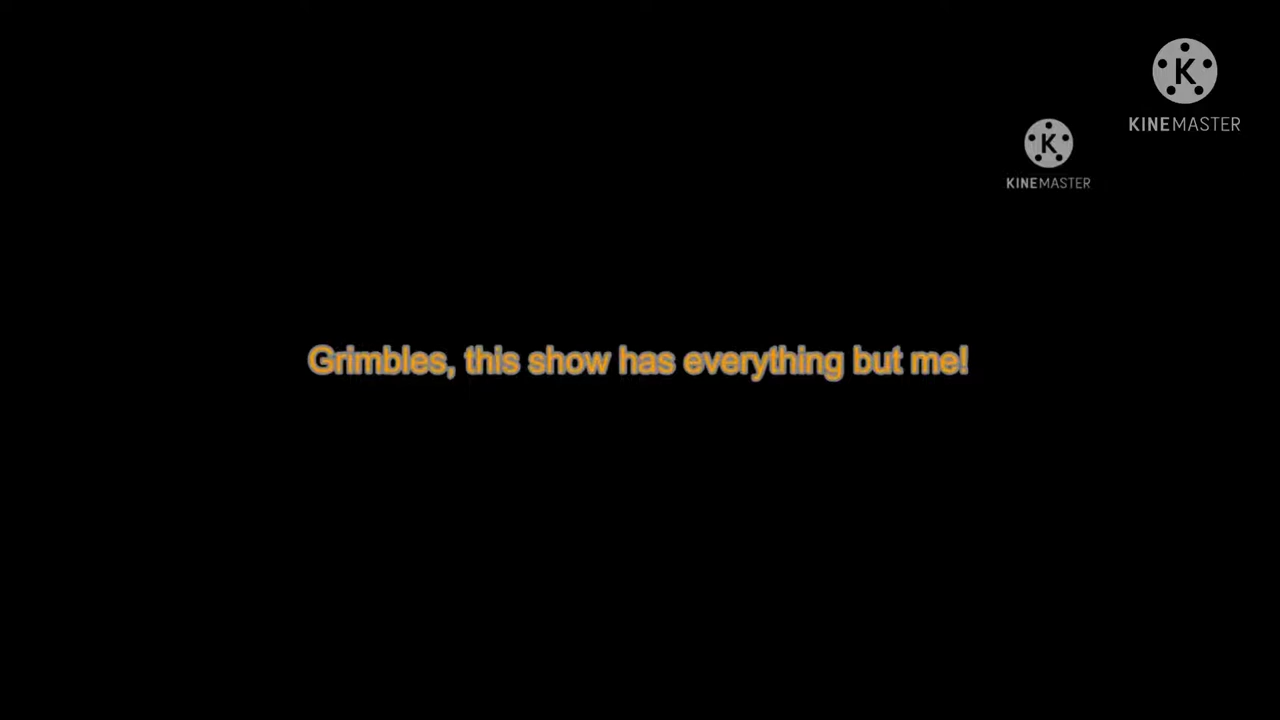 K
KINEMASTER
K
KINEMASTER
Grimbles, this show has everything but me!